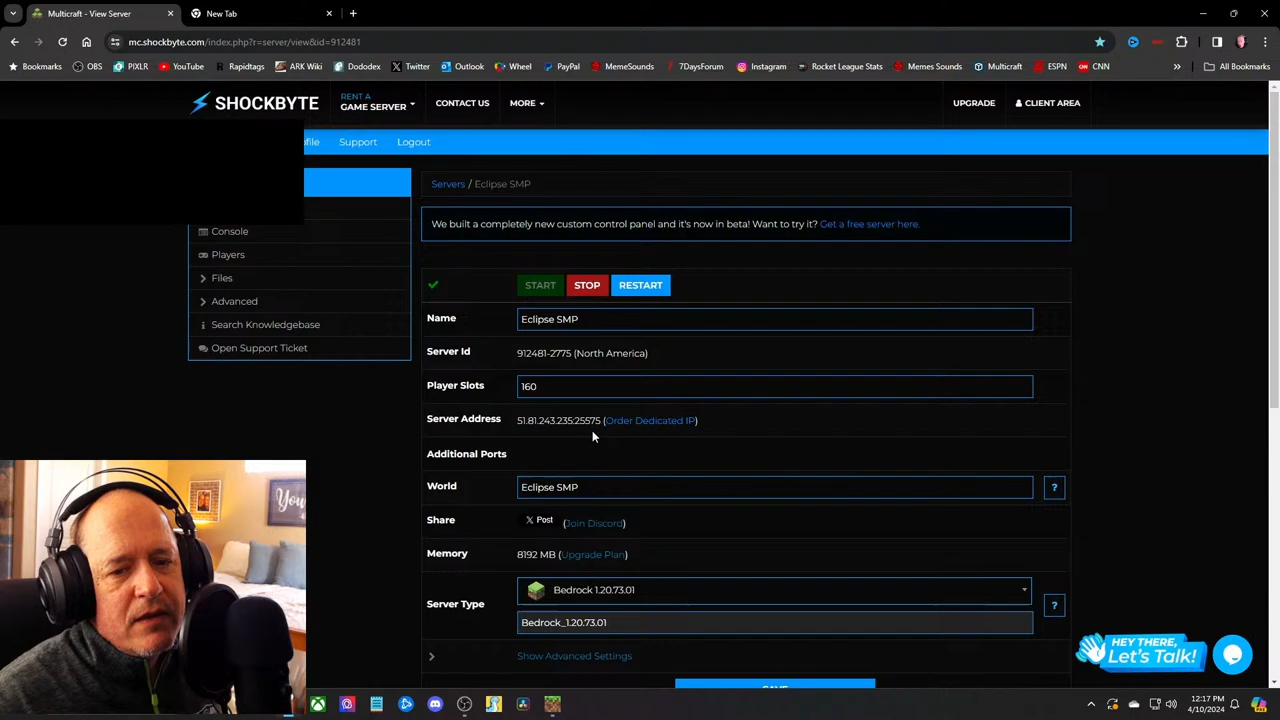 Multicraft - View Server
New Tab
mc.shockbyte.com/index.php?r=server/view&id=912481
Bookmarks OBS PIXLR YouTube Rapidtags ARK Wiki Dododex Twitter Outlook Wheel PayPal MemeSounds 7DaysForum Instagram Rocket League Stats Memes Sounds Multicraft ESPN CNN » All Bookmarks
SHOCKBYTE
RENT A
GAME SERVER
CONTACT US
MORE
UPGRADE
CLIENT AREA
ofile Support Logout
Servers / Eclipse SMP
We built a completely new custom control panel and it's now in beta! Want to try it? Get a free server here.
Console
Players
Files
Advanced
Search Knowledgebase
Open Support Ticket
START STOP RESTART
Name Eclipse SMP
Server Id 912481-2775 (North America)
Player Slots 160
Server Address 51.81.243.235:25575 (Order Dedicated IP)
Additional Ports
World Eclipse SMP ?
Share X Post (Join Discord)
Memory 8192 MB (Upgrade Plan)
Server Type Bedrock 1.20.73.01 ?
Bedrock_1.20.73.01
Show Advanced Settings
SAVE
HEY THERE,
Let's Talk!
12:17 PM
4/10/2024